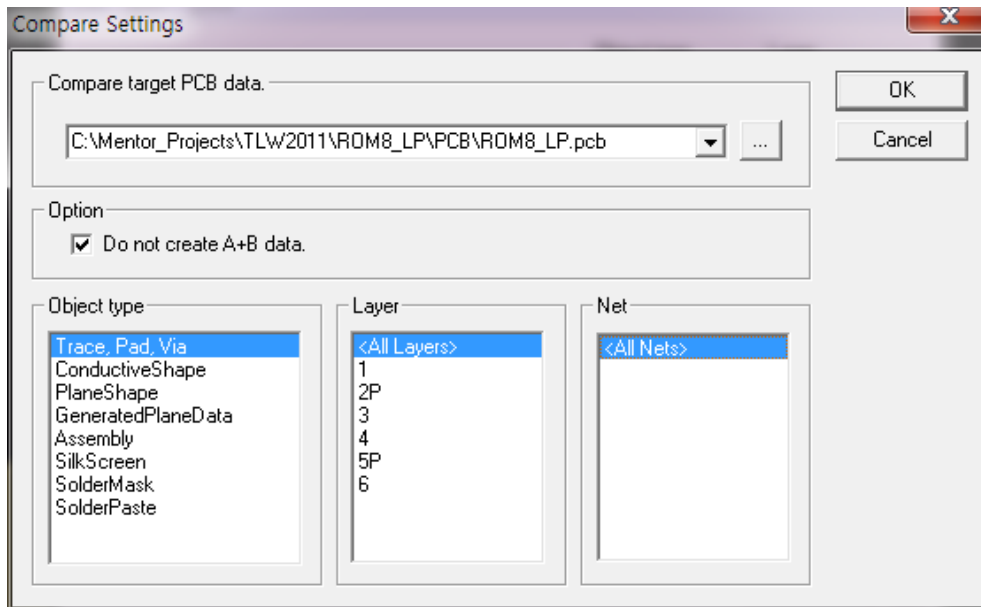 Compare Settings
Compare target PCB data.
C:\Mentor_Projects\TLW2011\ROM8_LP\PCB\ROM8_LP.pcb
...
OK
Cancel
Option
Do not create A+B data.
Object type
Trace, Pad, Via
ConductiveShape
PlaneShape
GeneratedPlaneData
Assembly
SilkScreen
SolderMask
SolderPaste
Layer
<All Layers>
1
2P
3
4
5P
6
Net
<All Nets>